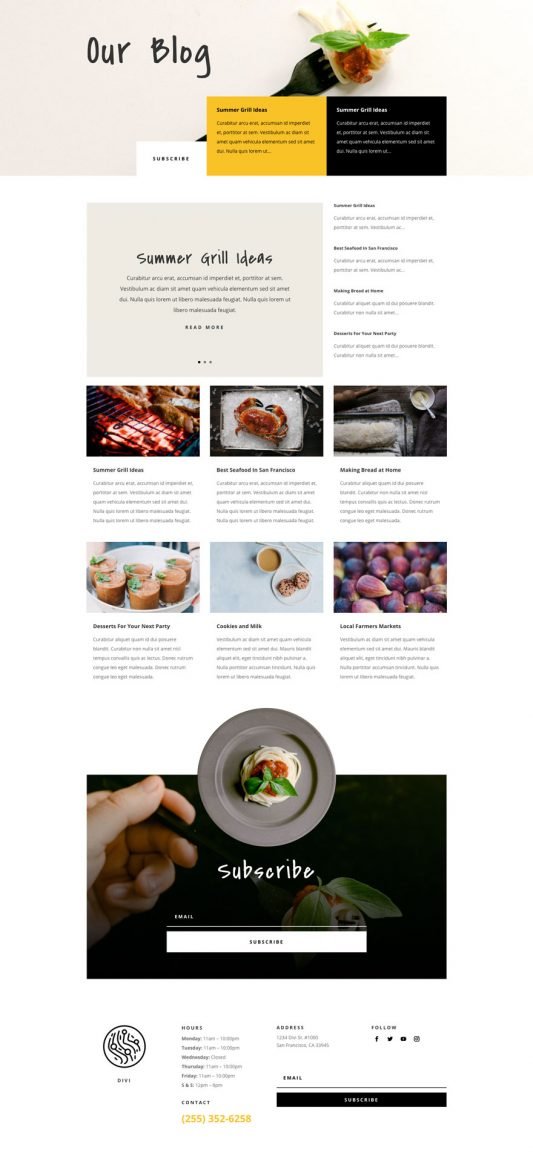 Our Blog
SUBSCRIBE
Summer Grill Ideas
Curabitur arcu erat, accumsan id imperdiet
et, porttitor at sem. Vestibulum ac diam sit
amet quam vehicula elementum sed sit amet
dui. Nulla quis lorem ut...
Summer Grill Ideas
Curabitur arcu erat, accumsan id imperdiet
et, porttitor at sem. Vestibulum ac diam sit
amet quam vehicula elementum sed sit amet
dui. Nulla quis lorem ut...
Summer Grill Ideas
Curabitur arcu erat, accumsan id imperdiet et, porttitor at sem.
Vestibulum ac diam sit amet quam vehicula elementum sed sit amet
dui. Nulla quis lorem ut libero malesuada feugiat. Nulla quis lorem ut
libero malesuada feugiat.
READ MORE
Summer Grill Ideas
Curabitur arcu erat, accumsan id imperdiet et,
porttitor at sem. Vestibulum ac...
Best Seafood In San Francisco
Curabitur arcu erat, accumsan id imperdiet et,
porttitor at sem. Vestibulum ac...
Making Bread at Home
Curabitur aliquet quam id dui posuere blandit.
Curabitur non nulla sit amet...
Desserts For Your Next Party
Curabitur aliquet quam id dui posuere blandit.
Curabitur non nulla sit amet...
Summer Grill Ideas
Curabitur arcu erat, accumsan id imperdiet et,
porttitor at sem. Vestibulum ac diam sit amet
quam vehicula elementum sed sit amet dui.
Nulla quis lorem ut libero malesuada feugiat.
Nulla quis lorem ut libero malesuada feugiat.
Best Seafood In San Francisco
Curabitur arcu erat, accumsan id imperdiet et,
porttitor at sem. Vestibulum ac diam sit amet
quam vehicula elementum sed sit amet dui.
Nulla quis lorem ut libero malesuada feugiat.
Nulla quis lorem ut libero malesuada feugiat.
Making Bread at Home
Curabitur aliquet quam id dui posuere
blandit. Curabitur non nulla sit amet nisl
tempus convallis quis ac lectus. Donec rutrum
congue leo eget malesuada. Donec rutrum
congue leo eget malesuada.
Desserts For Your Next Party
Curabitur aliquet quam id dui posuere
blandit. Curabitur non nulla sit amet nisl
tempus convallis quis ac lectus. Donec rutrum
congue leo eget malesuada. Donec rutrum
congue leo eget malesuada.
Cookies and Milk
Vestibulum ac diam sit amet quam vehicula
elementum sed sit amet dui. Mauris blandit
aliquet elit, eget tincidunt nibh pulvinar a.
Nulla porttitor accumsan tincidunt. Nulla quis
lorem ut libero malesuada feugiat.
Local Farmers Markets
Vestibulum ac diam sit amet quam vehicula
elementum sed sit amet dui. Mauris blandit
aliquet elit, eget tincidunt nibh pulvinar a.
Nulla porttitor accumsan tincidunt. Nulla quis
lorem ut libero malesuada feugiat.
Subscribe
EMAIL
SUBSCRIBE
DIVI
HOURS
Monday: 11am – 10:00pm
Tuesday: 11am – 10:00pm
Wednesday: Closed
Thursday: 11am – 10:00pm
Friday: 11am – 10:00pm
S & S: 12pm – 8pm
CONTACT
(255) 352-6258
ADDRESS
1234 Divi St. #1000
San Francisco, CA 33945
FOLLOW
EMAIL
SUBSCRIBE